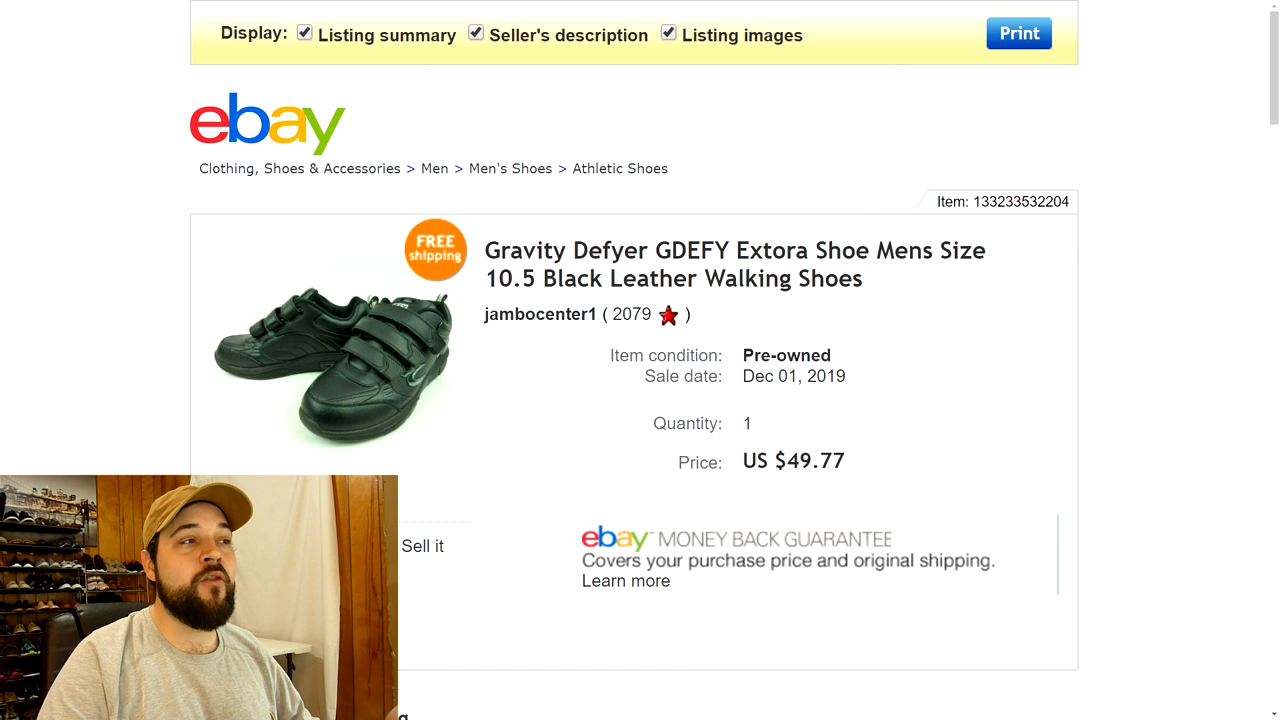 Display: Listing summary Seller's description Listing images Print
ebay
Clothing, Shoes & Accessories > Men > Men's Shoes > Athletic Shoes
Item: 133233532204
FREE
shipping
Gravity Defyer GDEFY Extora Shoe Mens Size
10.5 Black Leather Walking Shoes
jambocenter1 ( 2079 )
Item condition: Pre-owned
Sale date: Dec 01, 2019
Quantity: 1
Price: US $49.77
Sell it
ebay™ MONEY BACK GUARANTEE
Covers your purchase price and original shipping.
Learn more